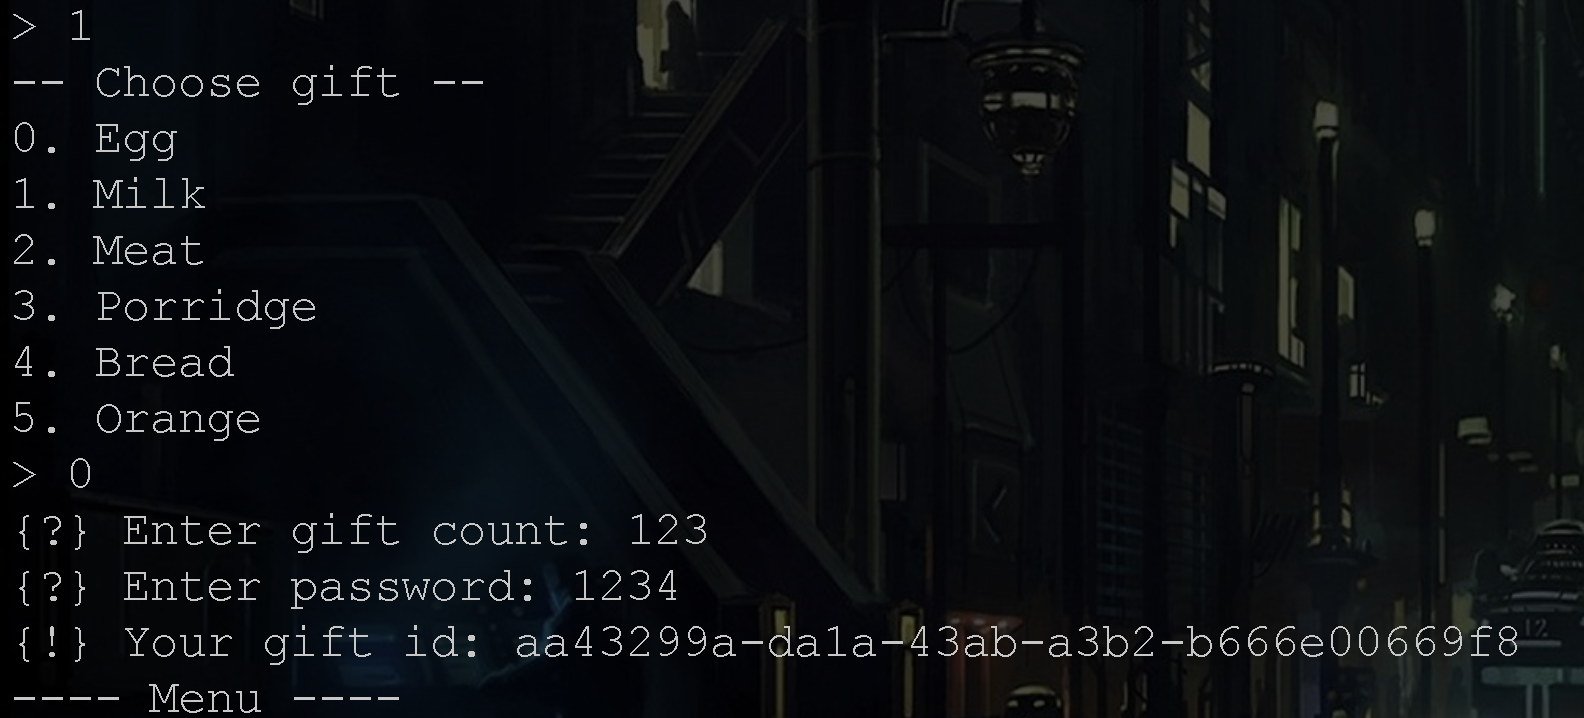 > 1
-- Choose gift --
0. Egg
1. Milk
2. Meat
3. Porridge
4. Bread
5. Orange
> 0
{?} Enter gift count: 123
{?} Enter password: 1234
{!} Your gift id: aa43299a-da1a-43ab-a3b2-b666e00669f8
---- Menu ----